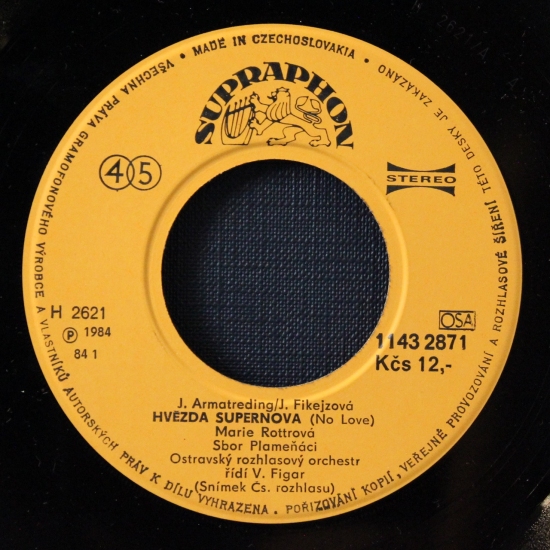 VŠECHNA PRÁVA GRAMOFONOVÉHO VÝROBCE A VLASTNÍKŮ AUTORSKÝCH PRÁV K DÍLU VYHRAZENA. • POŘIZOVÁNÍ KOPIÍ, VEŘEJNÉ PROVOZOVÁNÍ A ROZHLASOVÉ ŠÍŘENÍ TÉTO DESKY JE ZAKÁZÁNO
• MADE IN CZECHOSLOVAKIA •
SUPRAPHON
45
STEREO
H 2621
Ⓟ 1984
84 1
OSA
1143 2871
Kčs 12,-
J. Armatreding/J. Fikejzová
HVĚZDA SUPERNOVA (No Love)
Marie Rottrová
Sbor Plameňáci
Ostravský rozhlasový orchestr
řídí V. Figar
(Snímek Čs. rozhlasu)